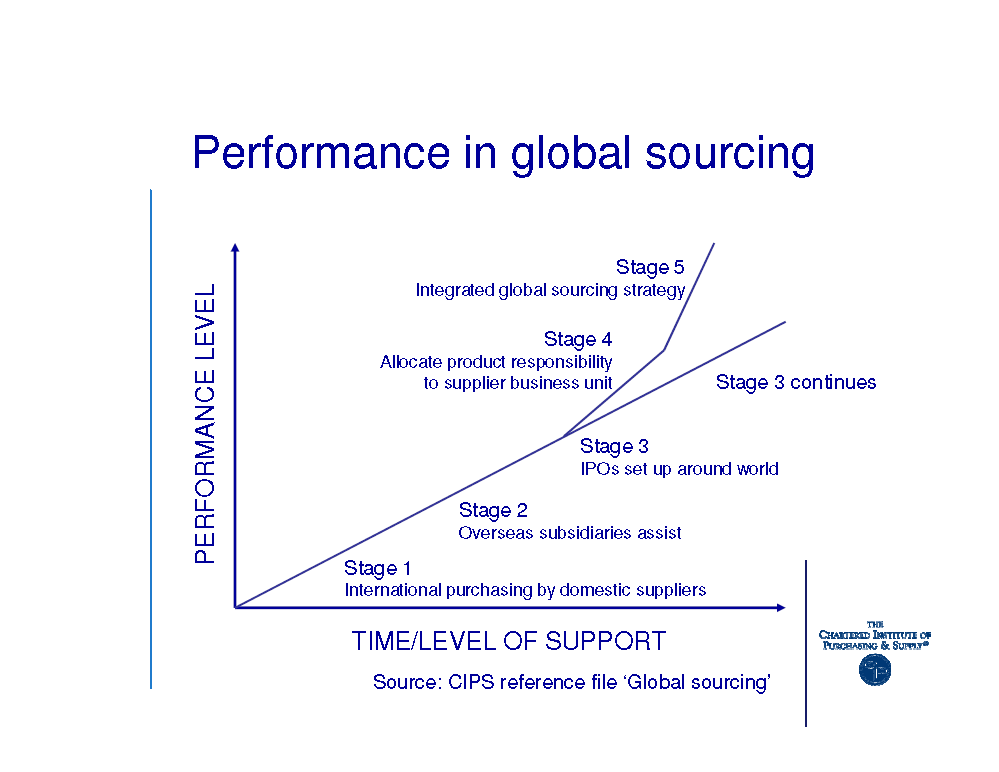 Performance in global sourcing
PERFORMANCE LEVEL
Stage 5
Integrated global sourcing strategy
Stage 4
Allocate product responsibility
to supplier business unit
Stage 3 continues
Stage 3
IPOs set up around world
Stage 2
Overseas subsidiaries assist
Stage 1
International purchasing by domestic suppliers
TIME/LEVEL OF SUPPORT
Source: CIPS reference file ‘Global sourcing’
THE
CHARTERED INSTITUTE OF
PURCHASING & SUPPLY®